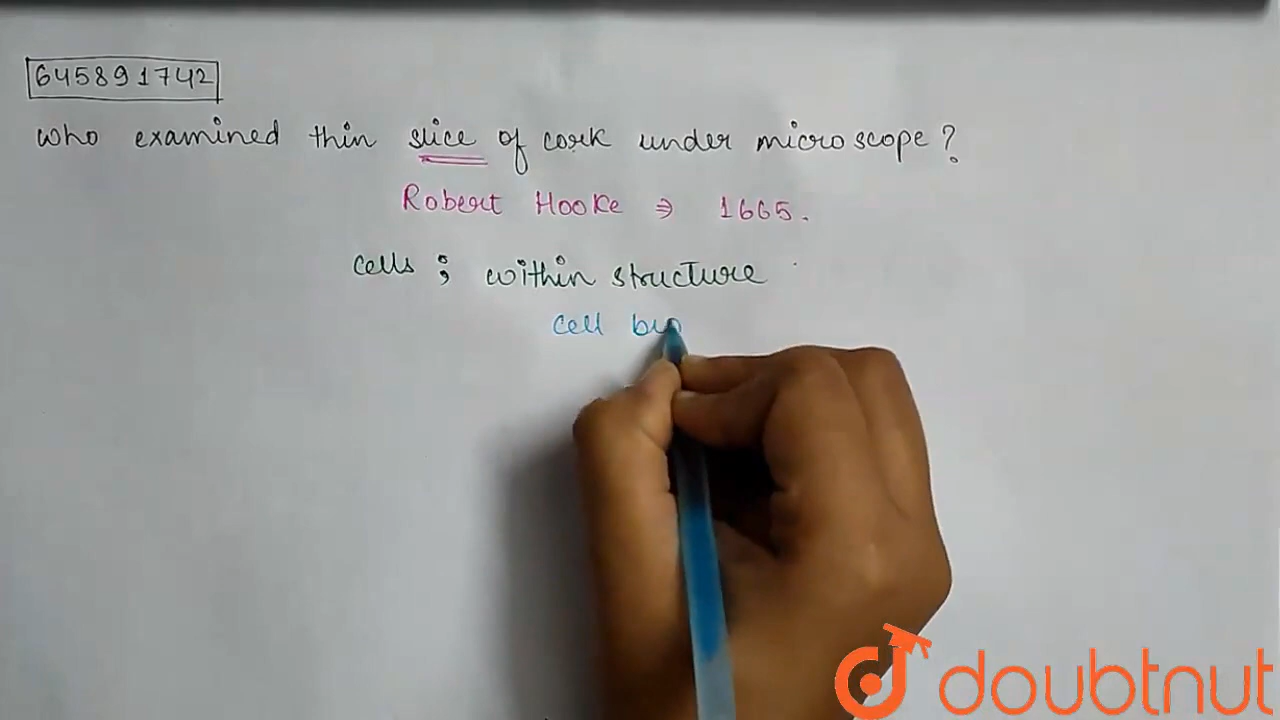 645891742
who examined thin slice of cork under microscope?
Robert Hooke ⇒ 1665.
cells ; within structure
cell
doubtnut